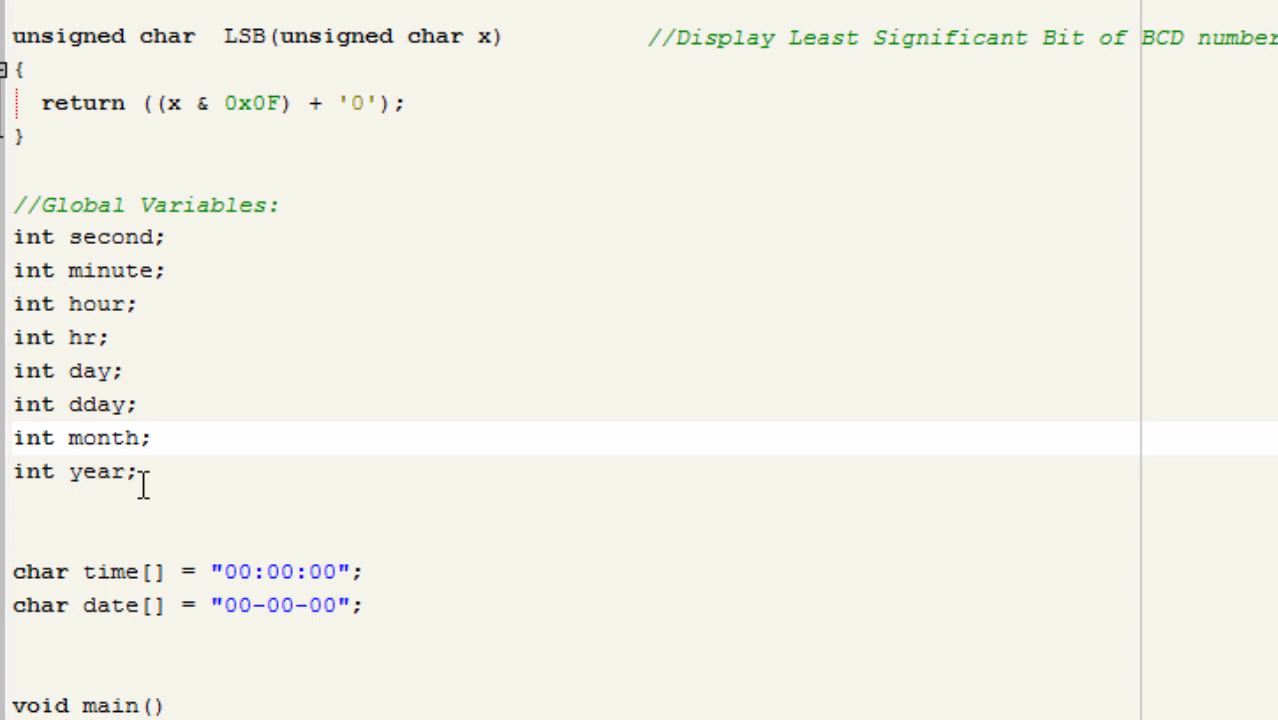 unsigned char  LSB(unsigned char x)          //Display Least Significant Bit of BCD number
{
  return ((x & 0x0F) + '0');
}
//Global Variables:
int second;
int minute;
int hour;
int hr;
int day;
int dday;
int month;
int year;
char time[] = "00:00:00";
char date[] = "00-00-00";
void main()